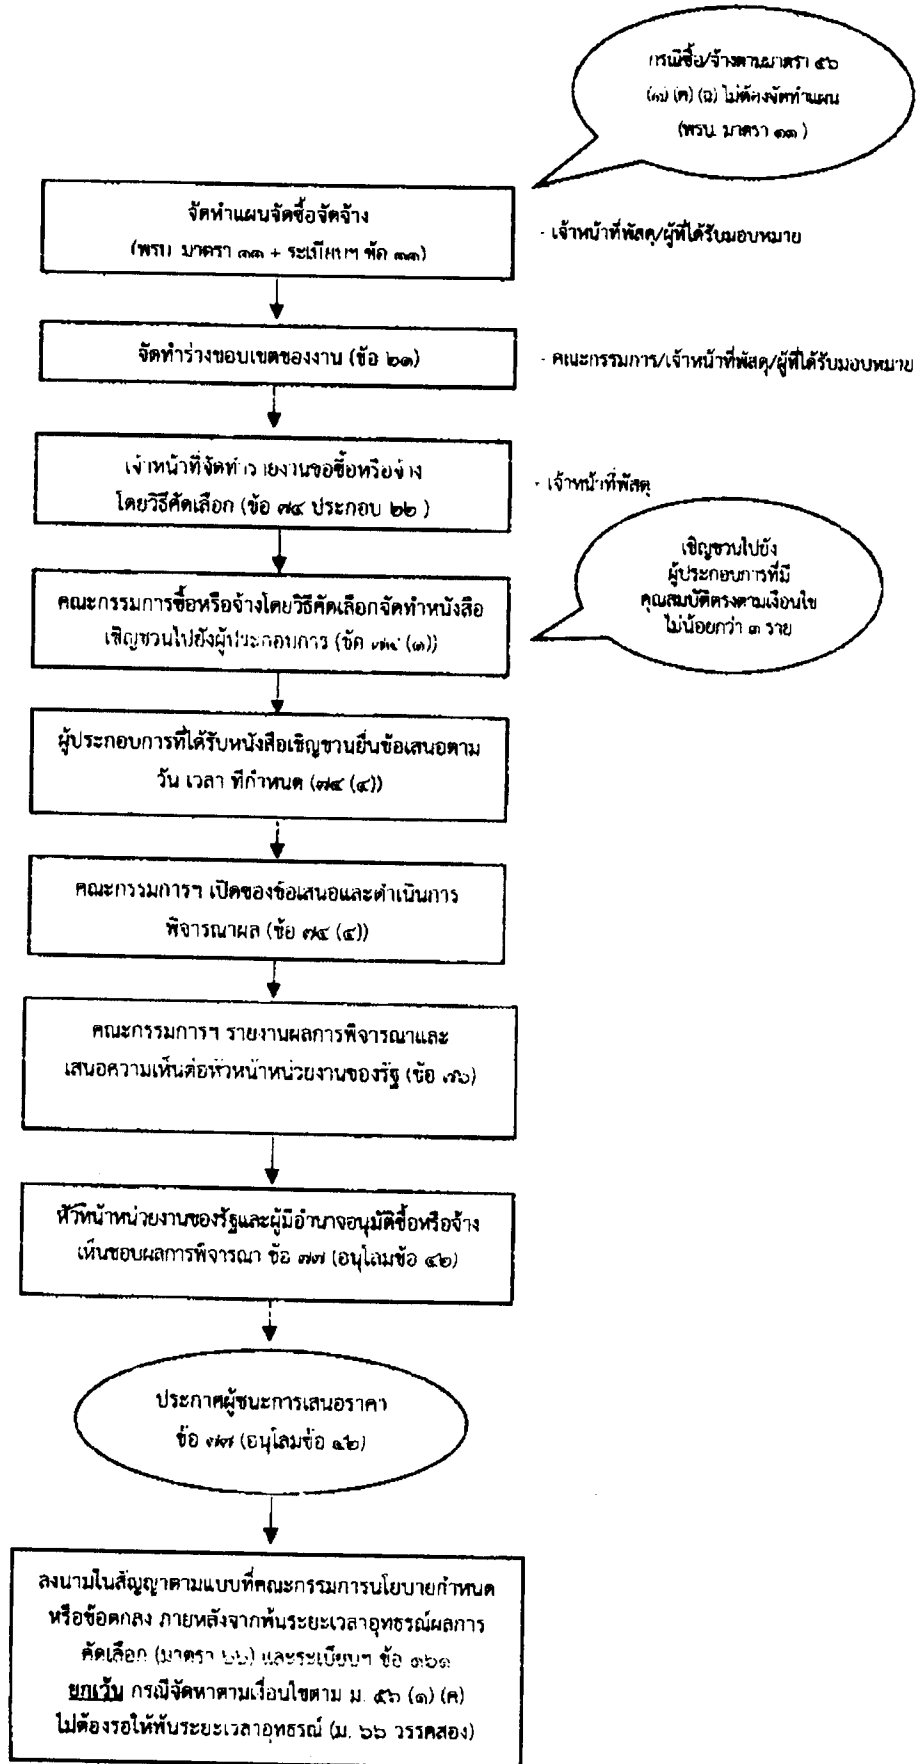 กรณีซื้อ/จ้างตามมาตรา ๕๖
(ค) (ฉ) ไม่ต้องจัดทำแผน
(พรบ. มาตรา ๑๑ )
จัดทำแผนจัดซื้อจัดจ้าง
(พรบ. มาตรา ๑๑ + ระเบียบฯ ข้อ ๑๑)
- เจ้าหน้าที่พัสดุ/ผู้ที่ได้รับมอบหมาย
จัดทำร่างขอบเขตของงาน (ข้อ ๒๑)
- คณะกรรมการ/เจ้าหน้าที่พัสดุ/ผู้ที่ได้รับมอบหมาย
เจ้าหน้าที่จัดทำรายงานขอซื้อหรือจ้าง
โดยวิธีคัดเลือก (ข้อ ๗๔ ประกอบ ๒๒ )
- เจ้าหน้าที่พัสดุ
เชิญชวนไปยัง
ผู้ประกอบการที่มี
คุณสมบัติตรงตามเงื่อนไข
ไม่น้อยกว่า ๓ ราย
คณะกรรมการซื้อหรือจ้างโดยวิธีคัดเลือกจัดทำหนังสือ
เชิญชวนไปยังผู้ประกอบการ (ข้อ ๗๔ (๑))
ผู้ประกอบการที่ได้รับหนังสือเชิญชวนยื่นข้อเสนอตาม
วัน เวลา ที่กำหนด (๗๔ (๔))
คณะกรรมการฯ เปิดซองข้อเสนอและดำเนินการ
พิจารณาผล (ข้อ ๗๔ (๔))
คณะกรรมการฯ รายงานผลการพิจารณาและ
เสนอความเห็นต่อหัวหน้าหน่วยงานของรัฐ (ข้อ ๗๖)
หัวหน้าหน่วยงานของรัฐและผู้มีอำนาจอนุมัติซื้อหรือจ้าง
เห็นชอบผลการพิจารณา ข้อ ๗๗ (อนุโลมข้อ ๔๒)
ประกาศผู้ชนะการเสนอราคา
ข้อ ๗๗ (อนุโลมข้อ ๔๒)
ลงนามในสัญญาตามแบบที่คณะกรรมการนโยบายกำหนด
หรือข้อตกลง ภายหลังจากพ้นระยะเวลาอุทธรณ์ผลการ
คัดเลือก (มาตรา ๖๖) และระเบียบฯ ข้อ ๑๖๑
ยกเว้น กรณีจัดหาตามเงื่อนไขตาม ม. ๕๖ (๑) (ค)
ไม่ต้องรอให้พ้นระยะเวลาอุทธรณ์ (ม. ๖๖ วรรคสอง)